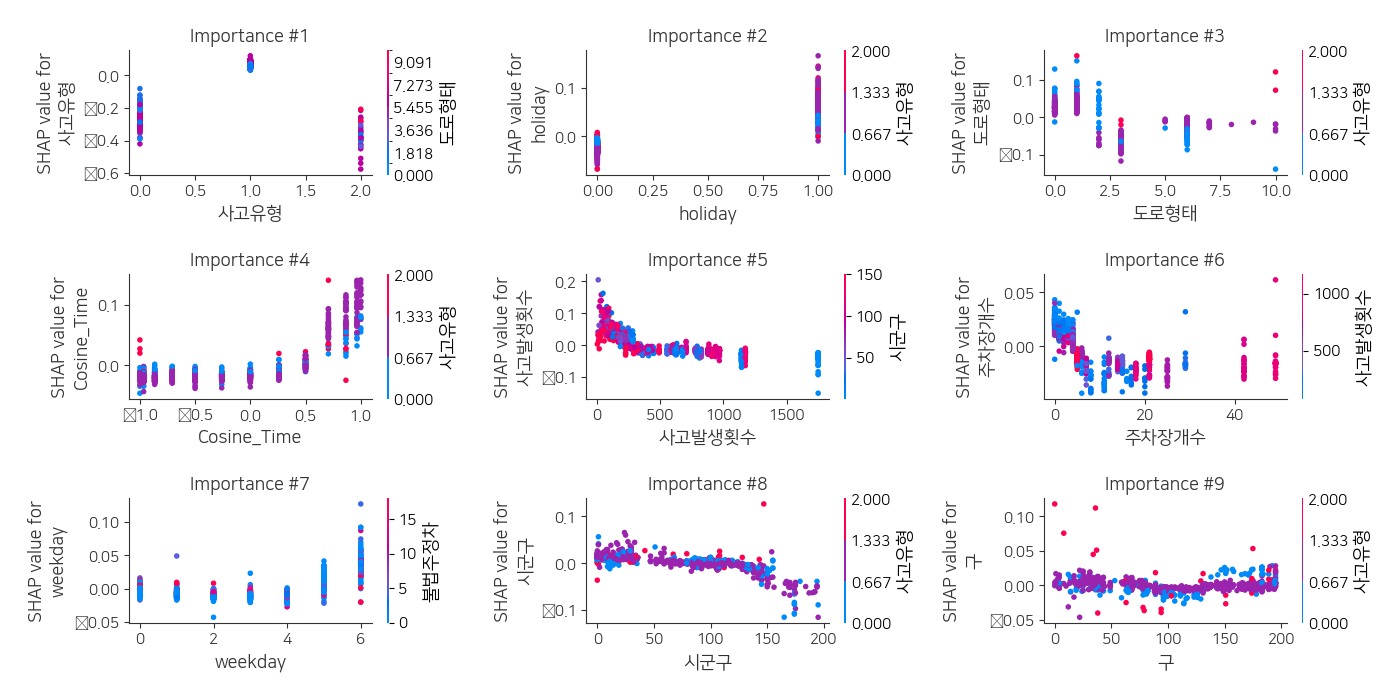 Importance #1
SHAP value for
사고유형
0.0
☒0.2
☒0.4
☒0.6
0.0
0.5
1.0
1.5
2.0
사고유형
9.091
7.273
5.455
3.636
1.818
0.000
도로형태
Importance #2
SHAP value for
holiday
0.1
0.0
0.00
0.25
0.50
0.75
1.00
holiday
2.000
1.333
0.667
0.000
사고유형
Importance #3
SHAP value for
도로형태
0.1
0.0
☒0.1
0.0
2.5
5.0
7.5
10.0
도로형태
2.000
1.333
0.667
0.000
사고유형
Importance #4
SHAP value for
Cosine_Time
0.1
0.0
☒1.0
☒0.5
0.0
0.5
1.0
Cosine_Time
2.000
1.333
0.667
0.000
사고유형
Importance #5
SHAP value for
사고발생횟수
0.2
0.1
0.0
☒0.1
0
500
1000
1500
사고발생횟수
150
100
50
시군구
Importance #6
SHAP value for
주차장개수
0.05
0.00
0
20
40
주차장개수
1000
500
사고발생횟수
Importance #7
SHAP value for
weekday
0.10
0.05
0.00
☒0.05
0
2
4
6
weekday
15
10
5
0
불법주정차
Importance #8
SHAP value for
시군구
0.1
0.0
☒0.1
0
50
100
150
200
시군구
2.000
1.333
0.667
0.000
사고유형
Importance #9
SHAP value for
구
0.10
0.05
0.00
☒0.05
0
50
100
150
200
구
2.000
1.333
0.667
0.000
사고유형